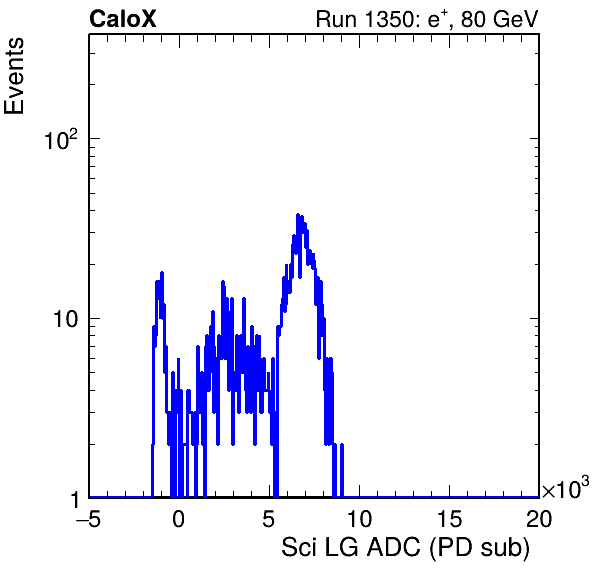 CaloX Run 1350: e⁺, 80 GeV
Events
10²
10
1
−5 0 5 10 15 20 ×10³
Sci LG ADC (PD sub)